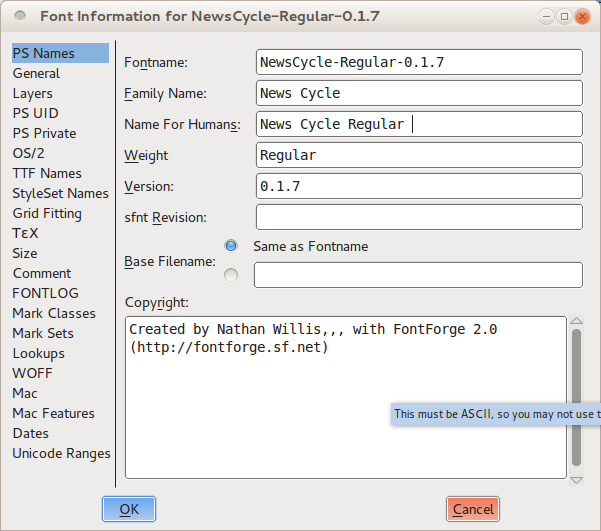 Font Information for NewsCycle-Regular-0.1.7
PS Names
General
Layers
PS UID
PS Private
OS/2
TTF Names
StyleSet Names
Grid Fitting
ΤεΧ
Size
Comment
FONTLOG
Mark Classes
Mark Sets
Lookups
WOFF
Mac
Mac Features
Dates
Unicode Ranges
Fontname: NewsCycle-Regular-0.1.7
Family Name: News Cycle
Name For Humans: News Cycle Regular
Weight Regular
Version: 0.1.7
sfnt Revision:
Base Filename: Same as Fontname
Copyright:
Created by Nathan Willis,,, with FontForge 2.0
(http://fontforge.sf.net)
This must be ASCII, so you may not use t
OK Cancel